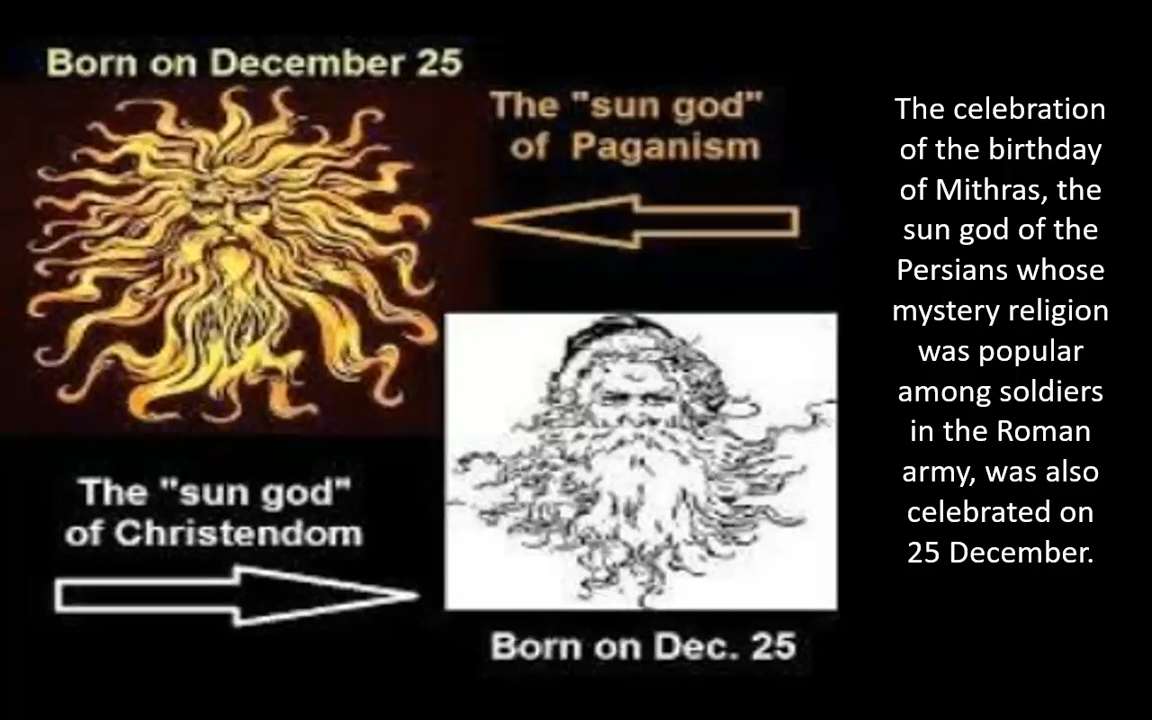 Born on December 25
The "sun god"
of Paganism
The "sun god"
of Christendom
Born on Dec. 25
The celebration
of the birthday
of Mithras, the
sun god of the
Persians whose
mystery religion
was popular
among soldiers
in the Roman
army, was also
celebrated on
25 December.